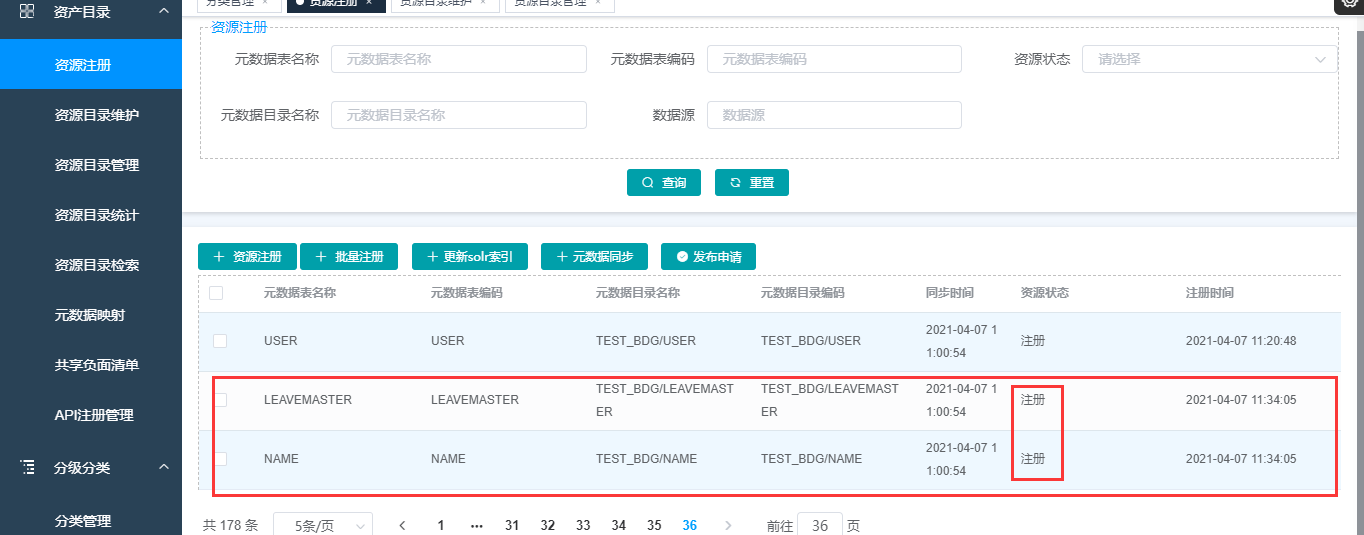 资产目录
资源注册
资源目录维护
资源目录管理
资源目录统计
资源目录检索
元数据映射
共享负面清单
API注册管理
分级分类
分类管理
分类管理 × 资源注册 × 资源目录维护 × 资源目录管理 ×
资源注册
元数据表名称 元数据表名称 元数据表编码 元数据表编码 资源状态 请选择
元数据目录名称 元数据目录名称 数据源 数据源
查询 重置
资源注册 批量注册 更新solr索引 元数据同步 发布申请
元数据表名称 元数据表编码 元数据目录名称 元数据目录编码 同步时间 资源状态 注册时间
USER USER TEST_BDG/USER TEST_BDG/USER 2021-04-07 1 注册 2021-04-07 11:20:48
1:00:54
LEAVEMASTER LEAVEMASTER TEST_BDG/LEAVEMAST TEST_BDG/LEAVEMAST 2021-04-07 1 注册 2021-04-07 11:34:05
ER ER 1:00:54
NAME NAME TEST_BDG/NAME TEST_BDG/NAME 2021-04-07 1 注册 2021-04-07 11:34:05
1:00:54
共 178 条 5条/页 1 ••• 31 32 33 34 35 36 前往 36 页